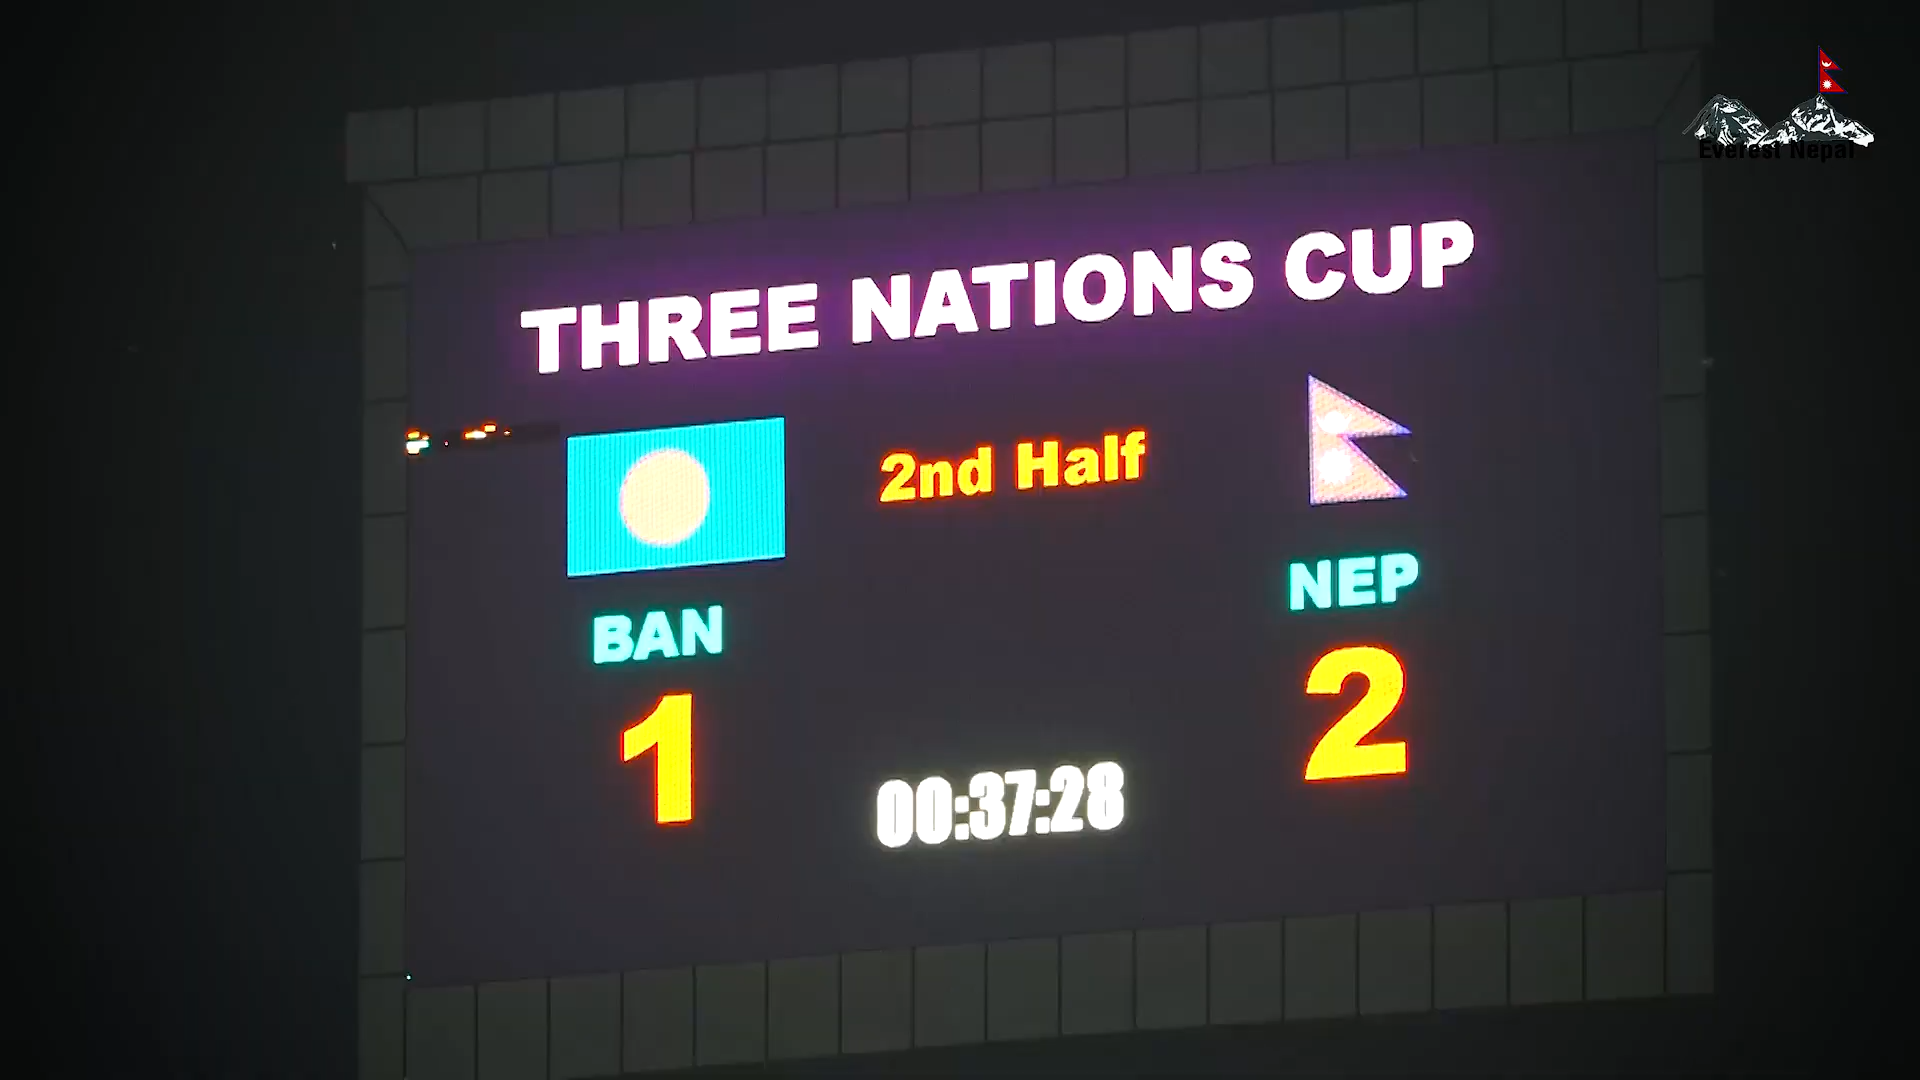 Everest Nepal
THREE NATIONS CUP
2nd Half
BAN
NEP
1
2
00:37:28